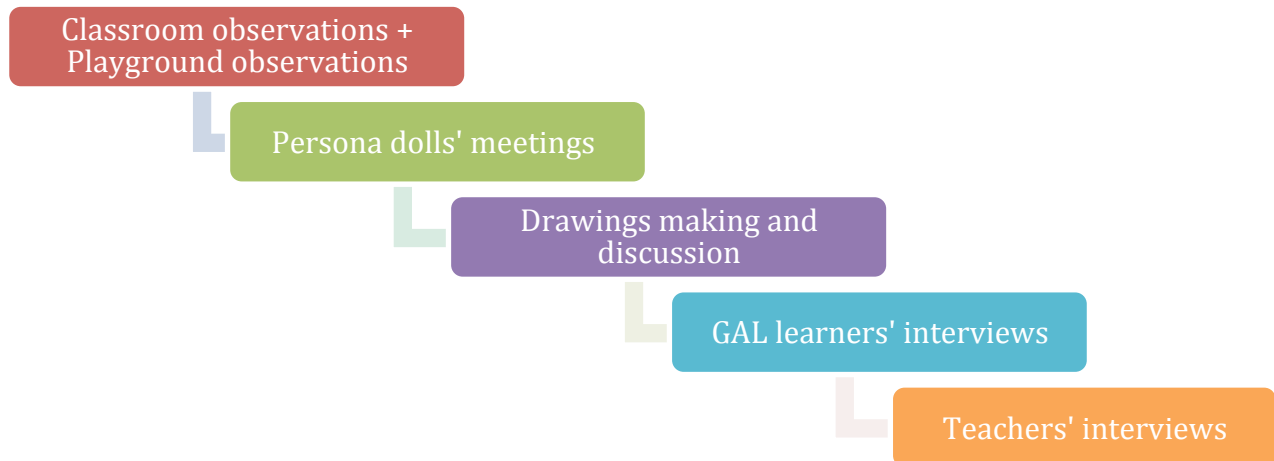 Classroom observations +
Playground observations
Persona dolls' meetings
Drawings making and
discussion
GAL learners' interviews
Teachers' interviews